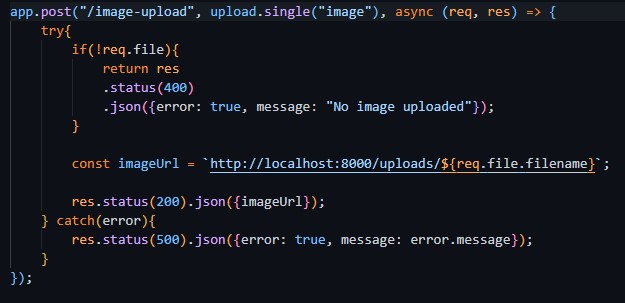 app.post("/image-upload", upload.single("image"), async (req, res) => {
    try{
        if(!req.file){
            return res
            .status(400)
            .json({error: true, message: "No image uploaded"});
        }

        const imageUrl = `http://localhost:8000/uploads/${req.file.filename}`;

        res.status(200).json({imageUrl});
    } catch(error){
        res.status(500).json({error: true, message: error.message});
    }
});